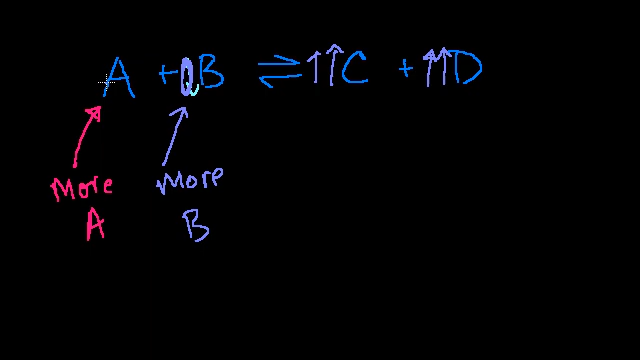 A + B ⇌ ↑↑C + ↑↑D
More More
A B